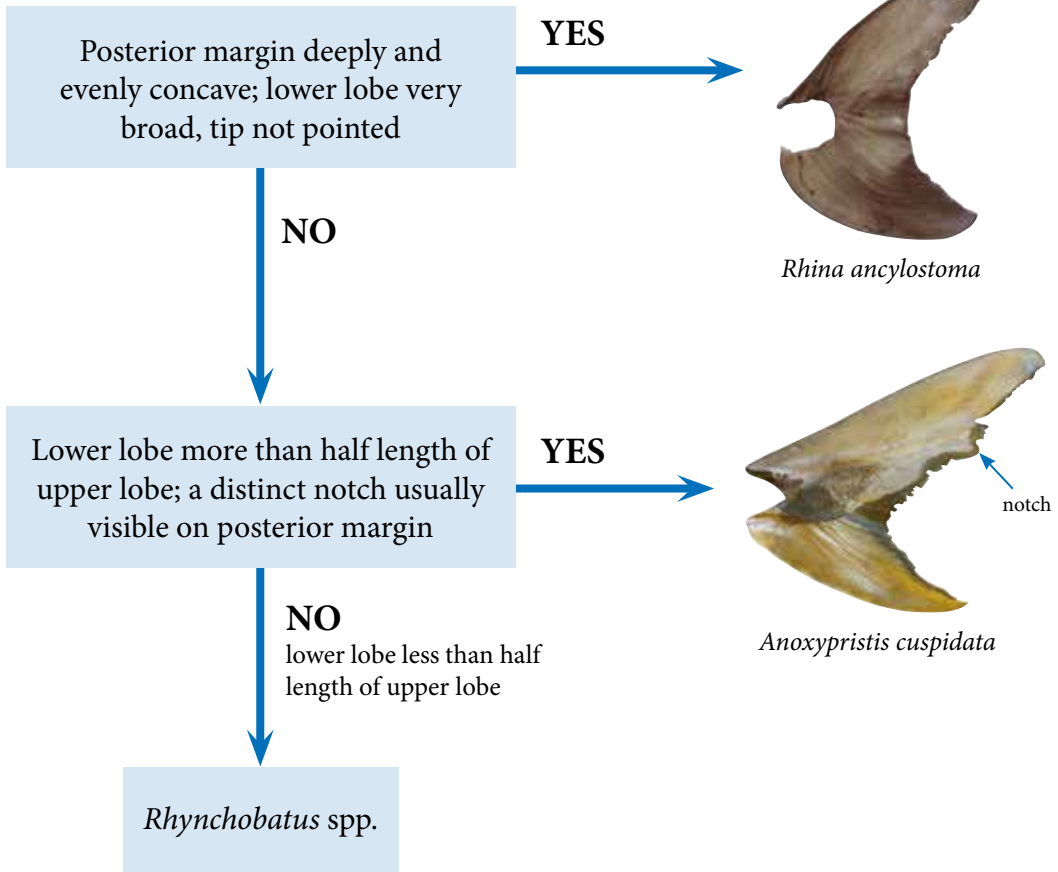 Posterior margin deeply and
evenly concave; lower lobe very
broad, tip not pointed
YES
Rhina ancylostoma
NO
Lower lobe more than half length of
upper lobe; a distinct notch usually
visible on posterior margin
YES
notch
Anoxypristis cuspidata
NO
lower lobe less than half
length of upper lobe
Rhynchobatus spp.